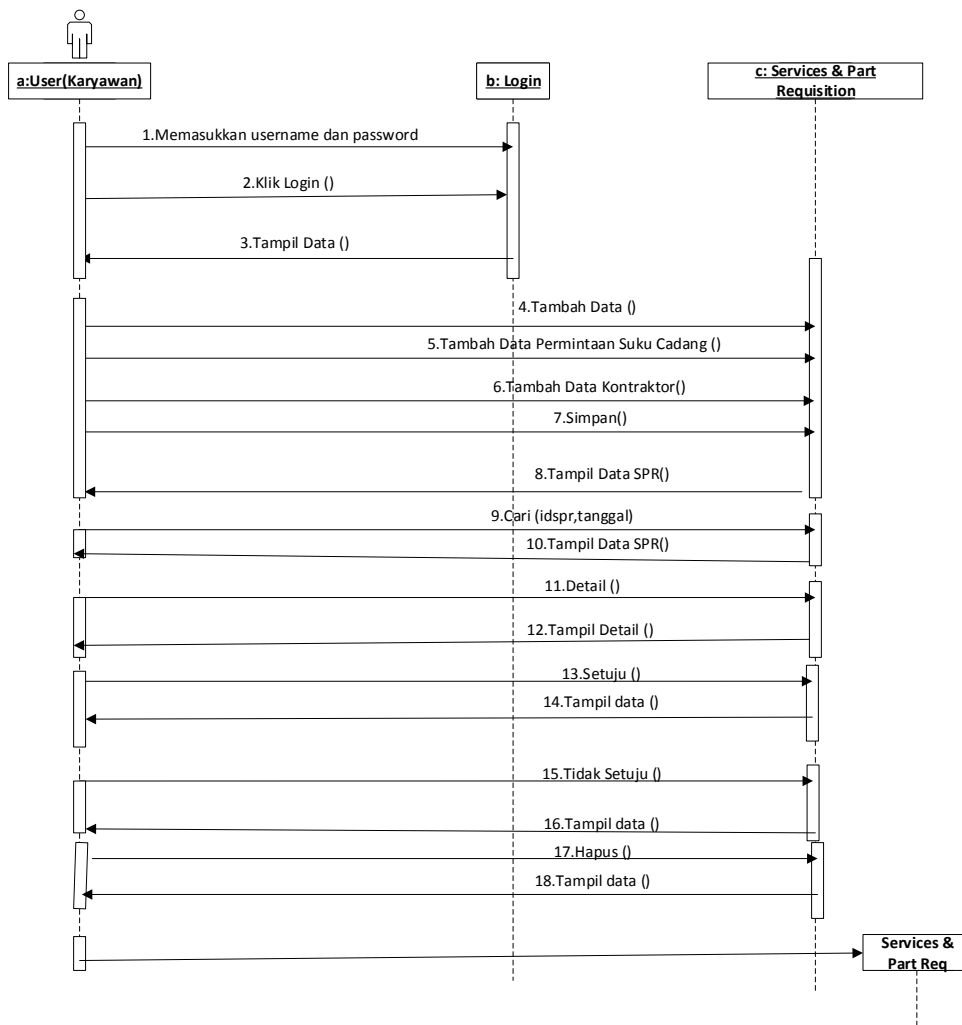 a:User(Karyawan)
b: Login
c: Services & Part
Requisition
1.Memasukkan username dan password
2.Klik Login ()
3.Tampil Data ()
4.Tambah Data ()
5.Tambah Data Permintaan Suku Cadang ()
6.Tambah Data Kontraktor()
7.Simpan()
8.Tampil Data SPR()
9.Cari (idspr,tanggal)
10.Tampil Data SPR()
11.Detail ()
12.Tampil Detail ()
13.Setuju ()
14.Tampil data ()
15.Tidak Setuju ()
16.Tampil data ()
17.Hapus ()
18.Tampil data ()
Services &
Part Req